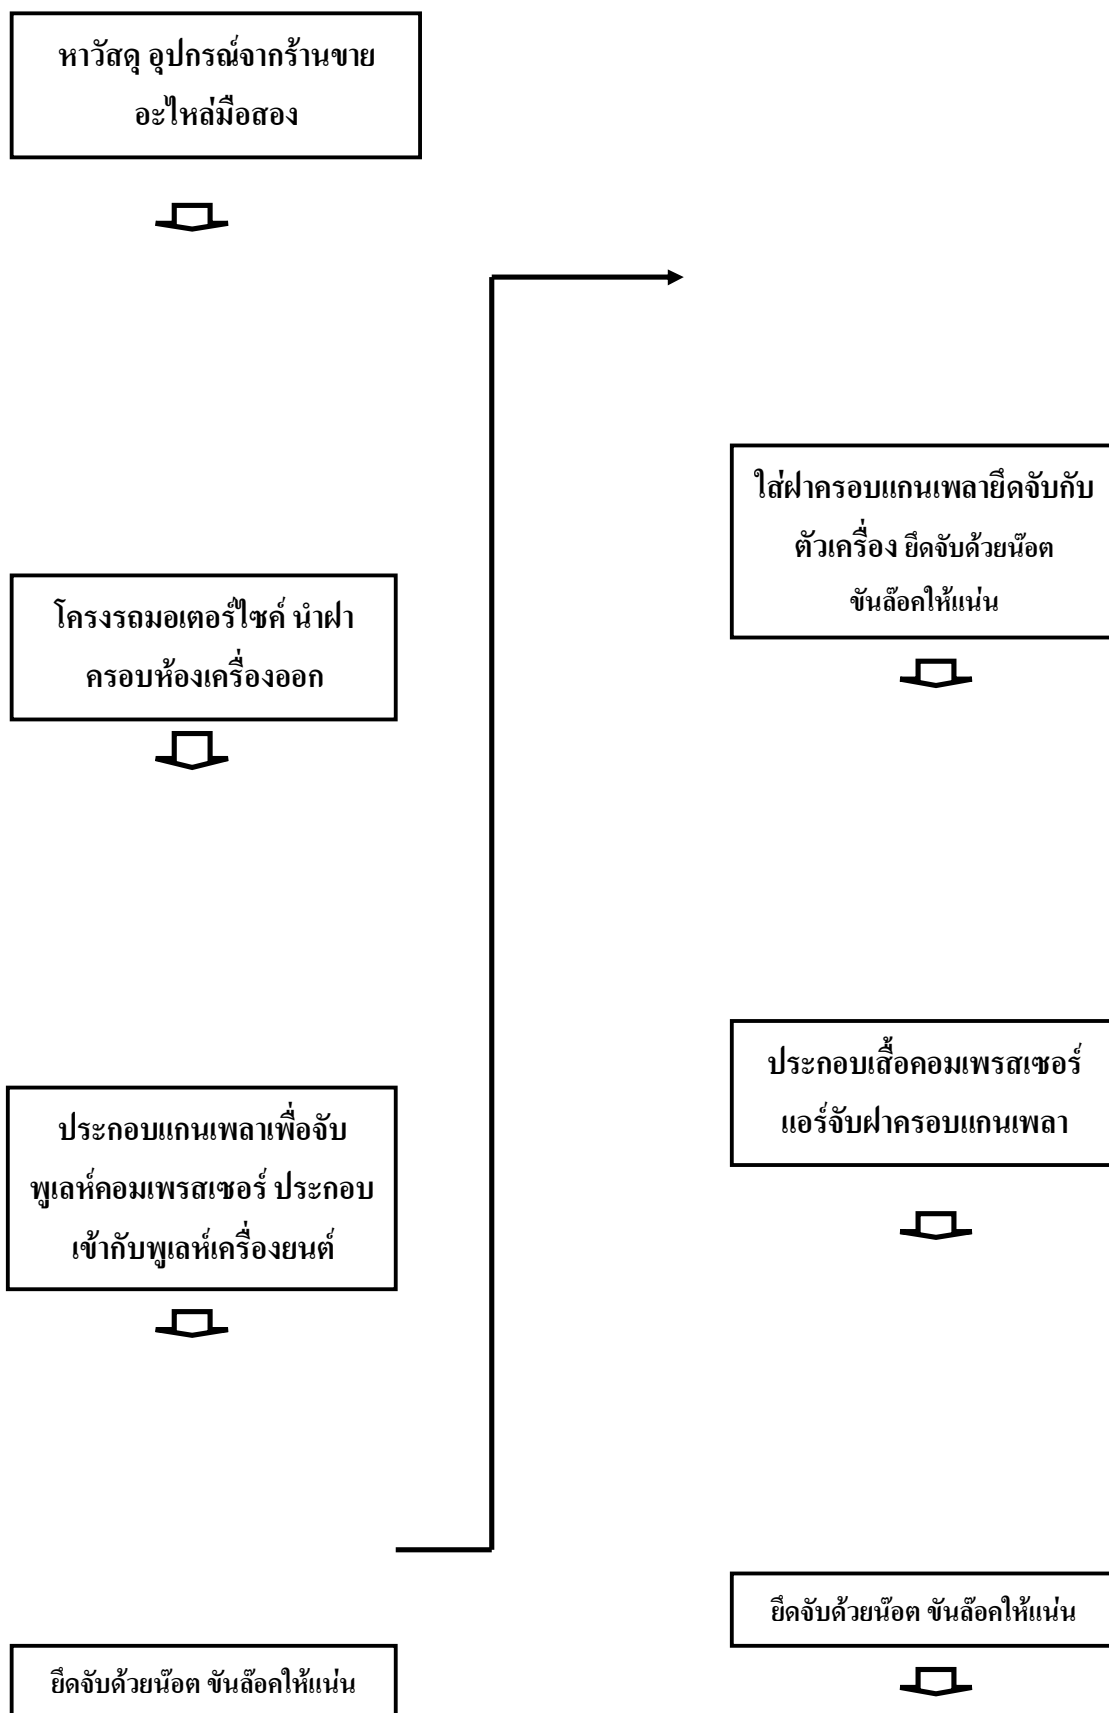 หาวัสดุ อุปกรณ์จากร้านขาย
อะไหล่มือสอง
โครงรถมอเตอร์ไซค์ นำฝา
ครอบห้องเครื่องออก
ประกอบแกนเพลาเพื่อจับ
พูเลห์คอมเพรสเซอร์ ประกอบ
เข้ากับพูเลห์เครื่องยนต์
ยึดจับด้วยน๊อต ขันล๊อคให้แน่น
ใส่ฝาครอบแกนเพลายึดจับกับ
ตัวเครื่อง ยึดจับด้วยน๊อต
ขันล๊อคให้แน่น
ประกอบเสื้อคอมเพรสเซอร์
แอร์จับฝาครอบแกนเพลา
ยึดจับด้วยน๊อต ขันล๊อคให้แน่น